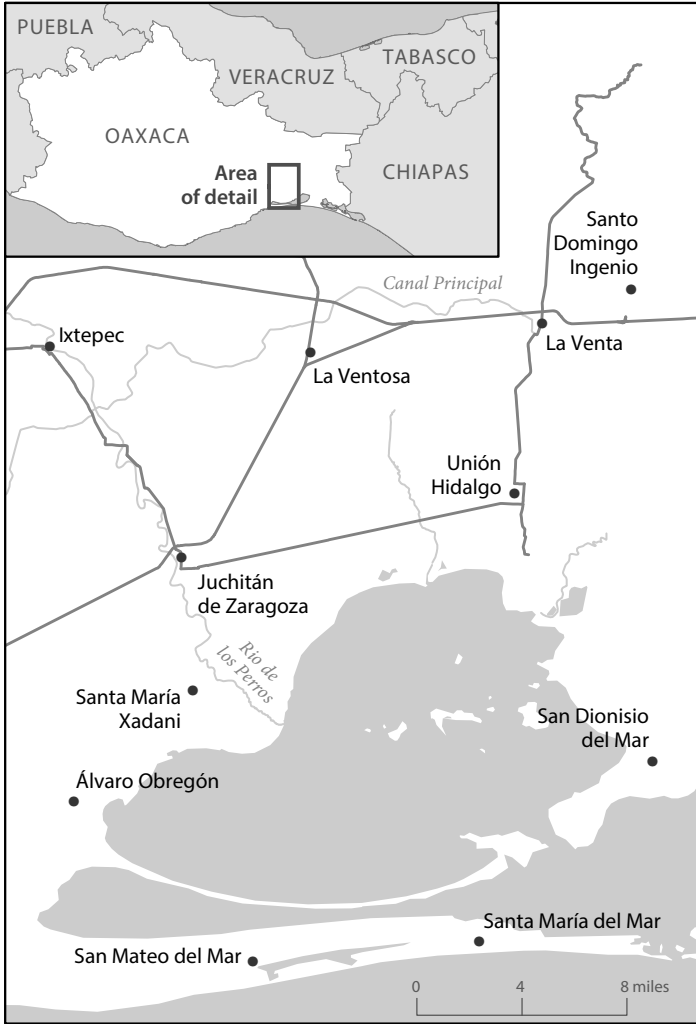 PUEBLA
VERACRUZ
TABASCO
OAXACA
CHIAPAS
Area
of detail
Santo
Domingo
Ingenio
Canal Principal
Ixtepec
La Venta
La Ventosa
Unión
Hidalgo
Juchitán
de Zaragoza
Rio de
los Perros
Santa María
Xadani
San Dionisio
del Mar
Álvaro Obregón
Santa María del Mar
San Mateo del Mar
0 4 8 miles